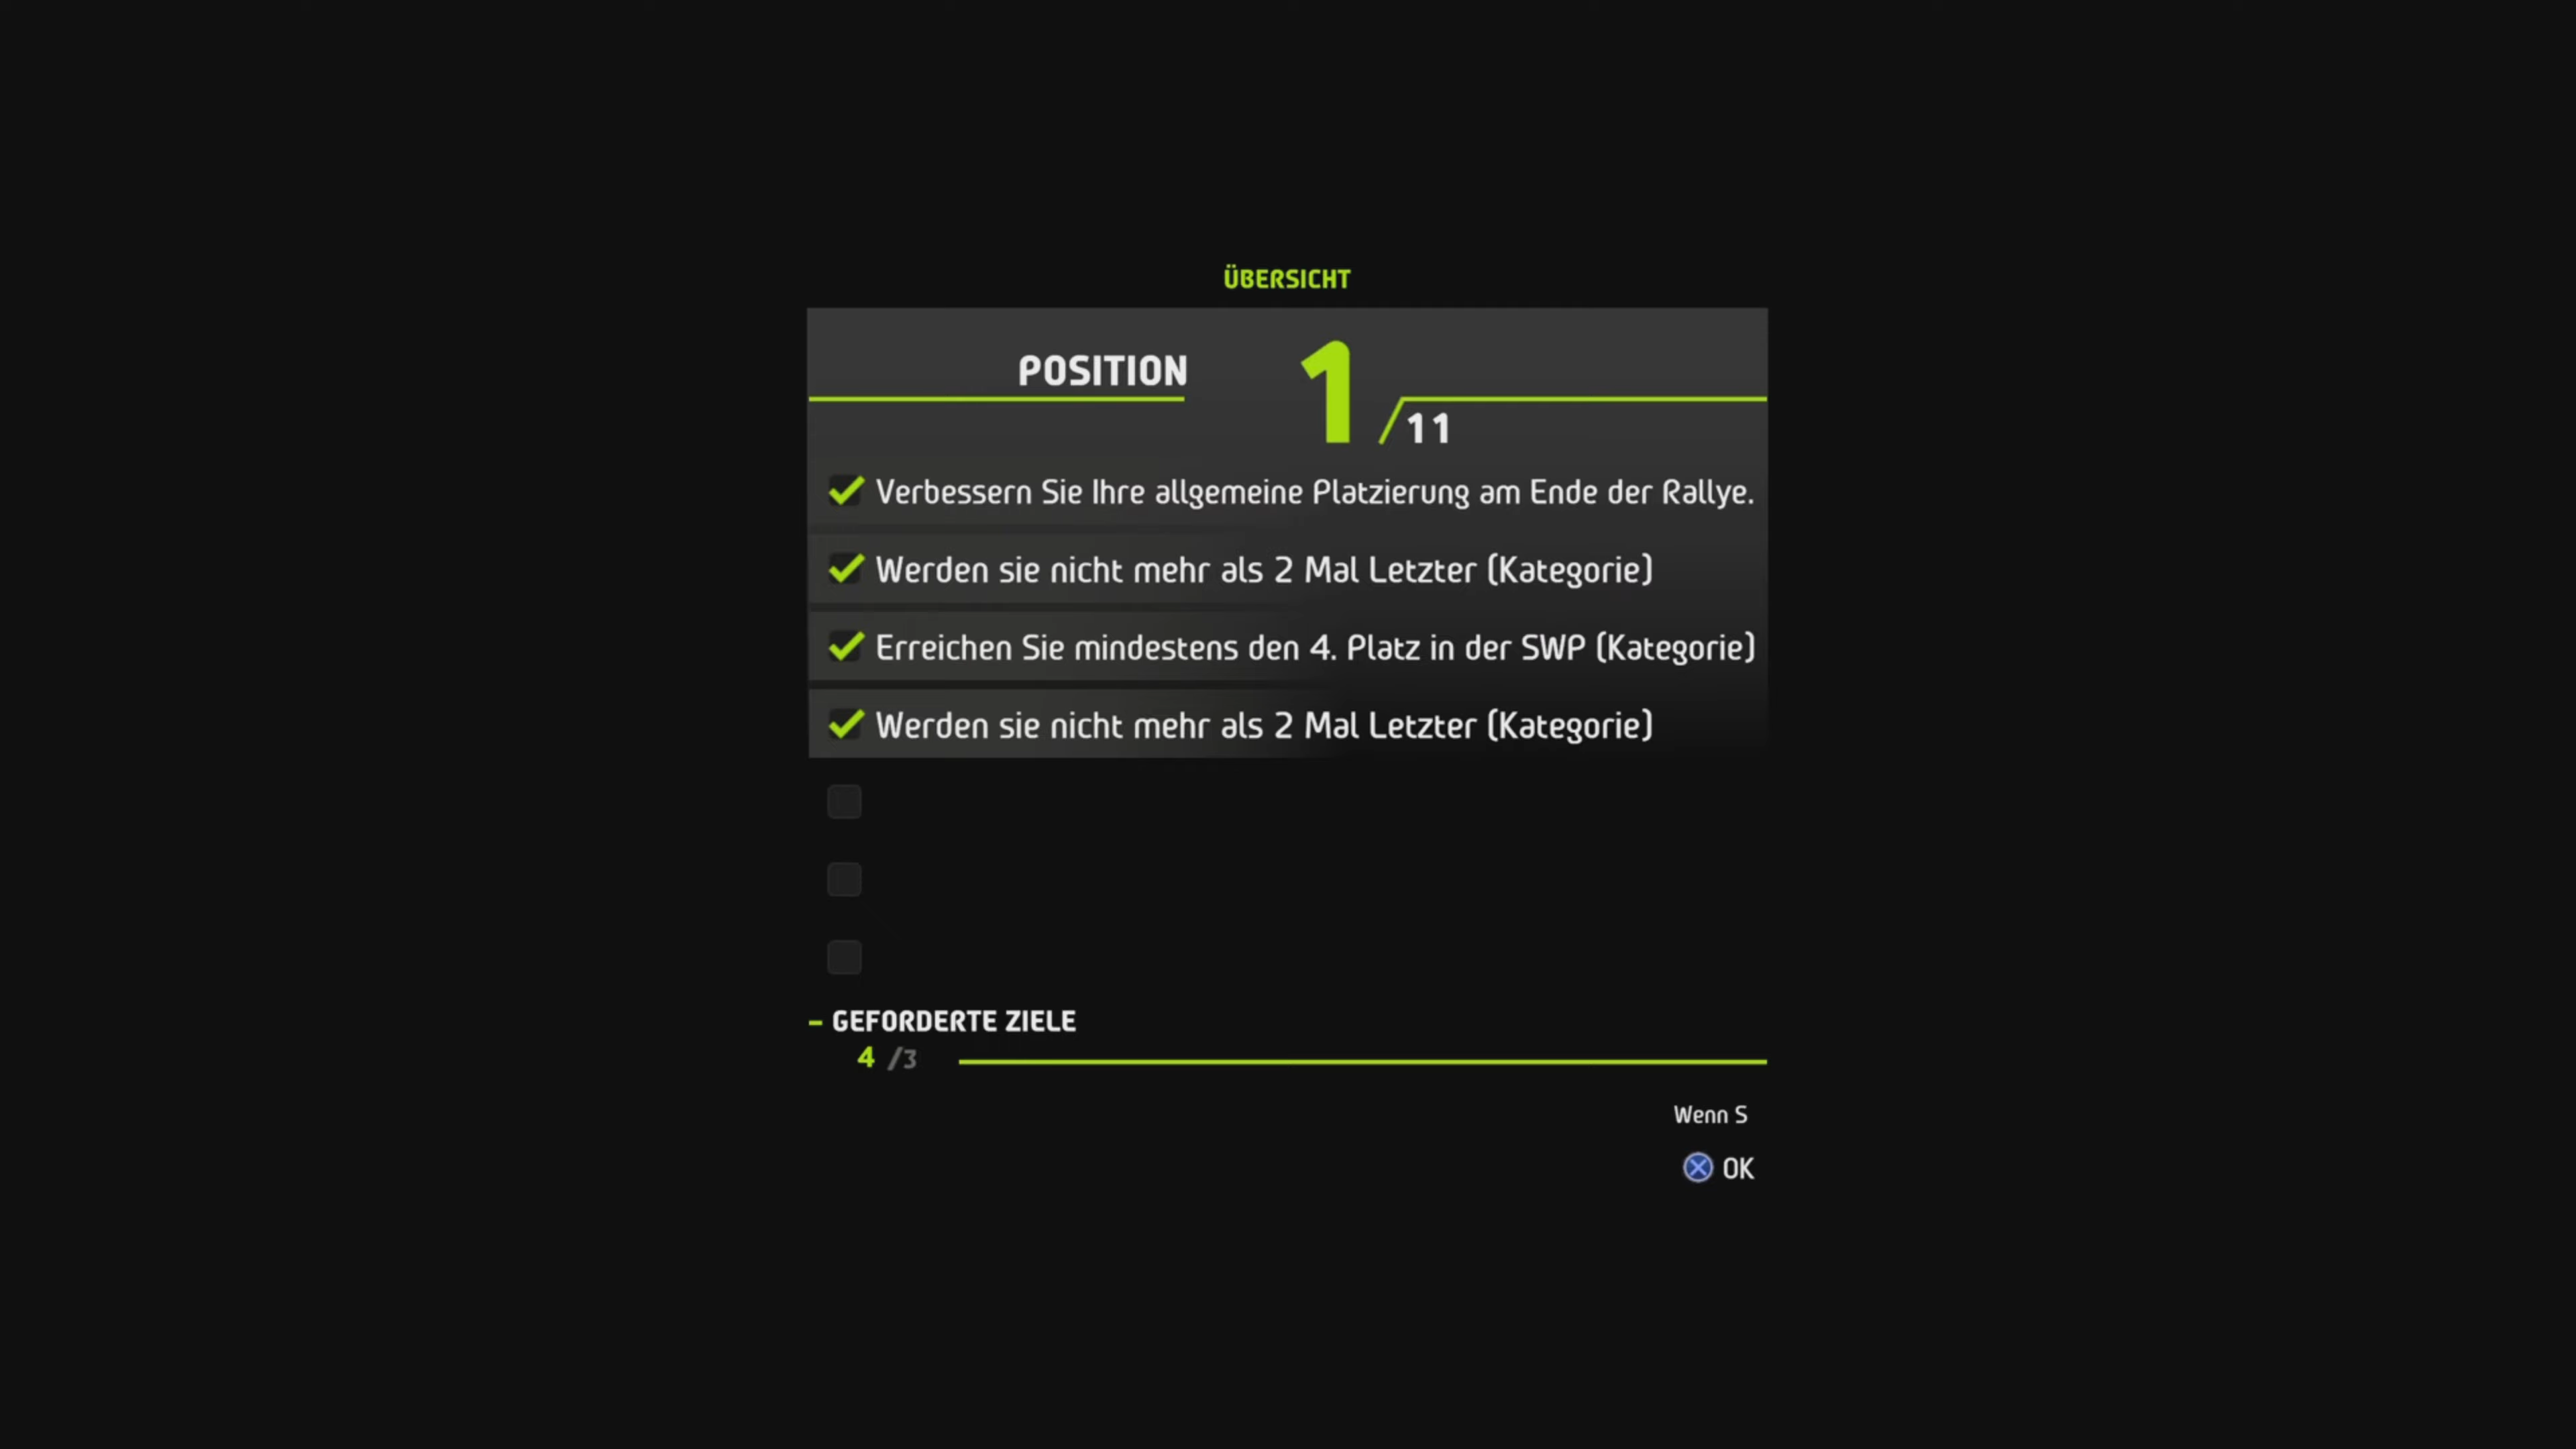 ÜBERSICHT
POSITION 1 /11
Verbessern Sie Ihre allgemeine Platzierung am Ende der Rallye.
Werden sie nicht mehr als 2 Mal Letzter (Kategorie)
Erreichen Sie mindestens den 4. Platz in der SWP (Kategorie)
Werden sie nicht mehr als 2 Mal Letzter (Kategorie)
GEFORDERTE ZIELE
4 /3
Wenn S
OK